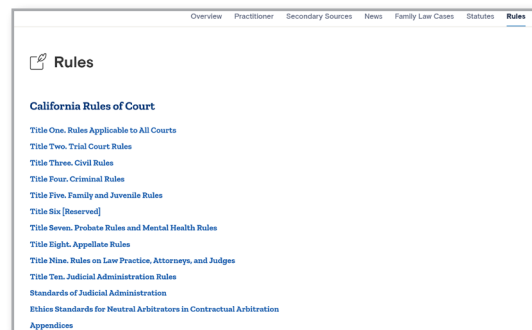 Overview Practitioner Secondary Sources News Family Law Cases Statutes Rules
Rules
California Rules of Court
Title One. Rules Applicable to All Courts
Title Two. Trial Court Rules
Title Three. Civil Rules
Title Four. Criminal Rules
Title Five. Family and Juvenile Rules
Title Six [Reserved]
Title Seven. Probate Rules and Mental Health Rules
Title Eight. Appellate Rules
Title Nine. Rules on Law Practice, Attorneys, and Judges
Title Ten. Judicial Administration Rules
Standards of Judicial Administration
Ethics Standards for Neutral Arbitrators in Contractual Arbitration
Appendices